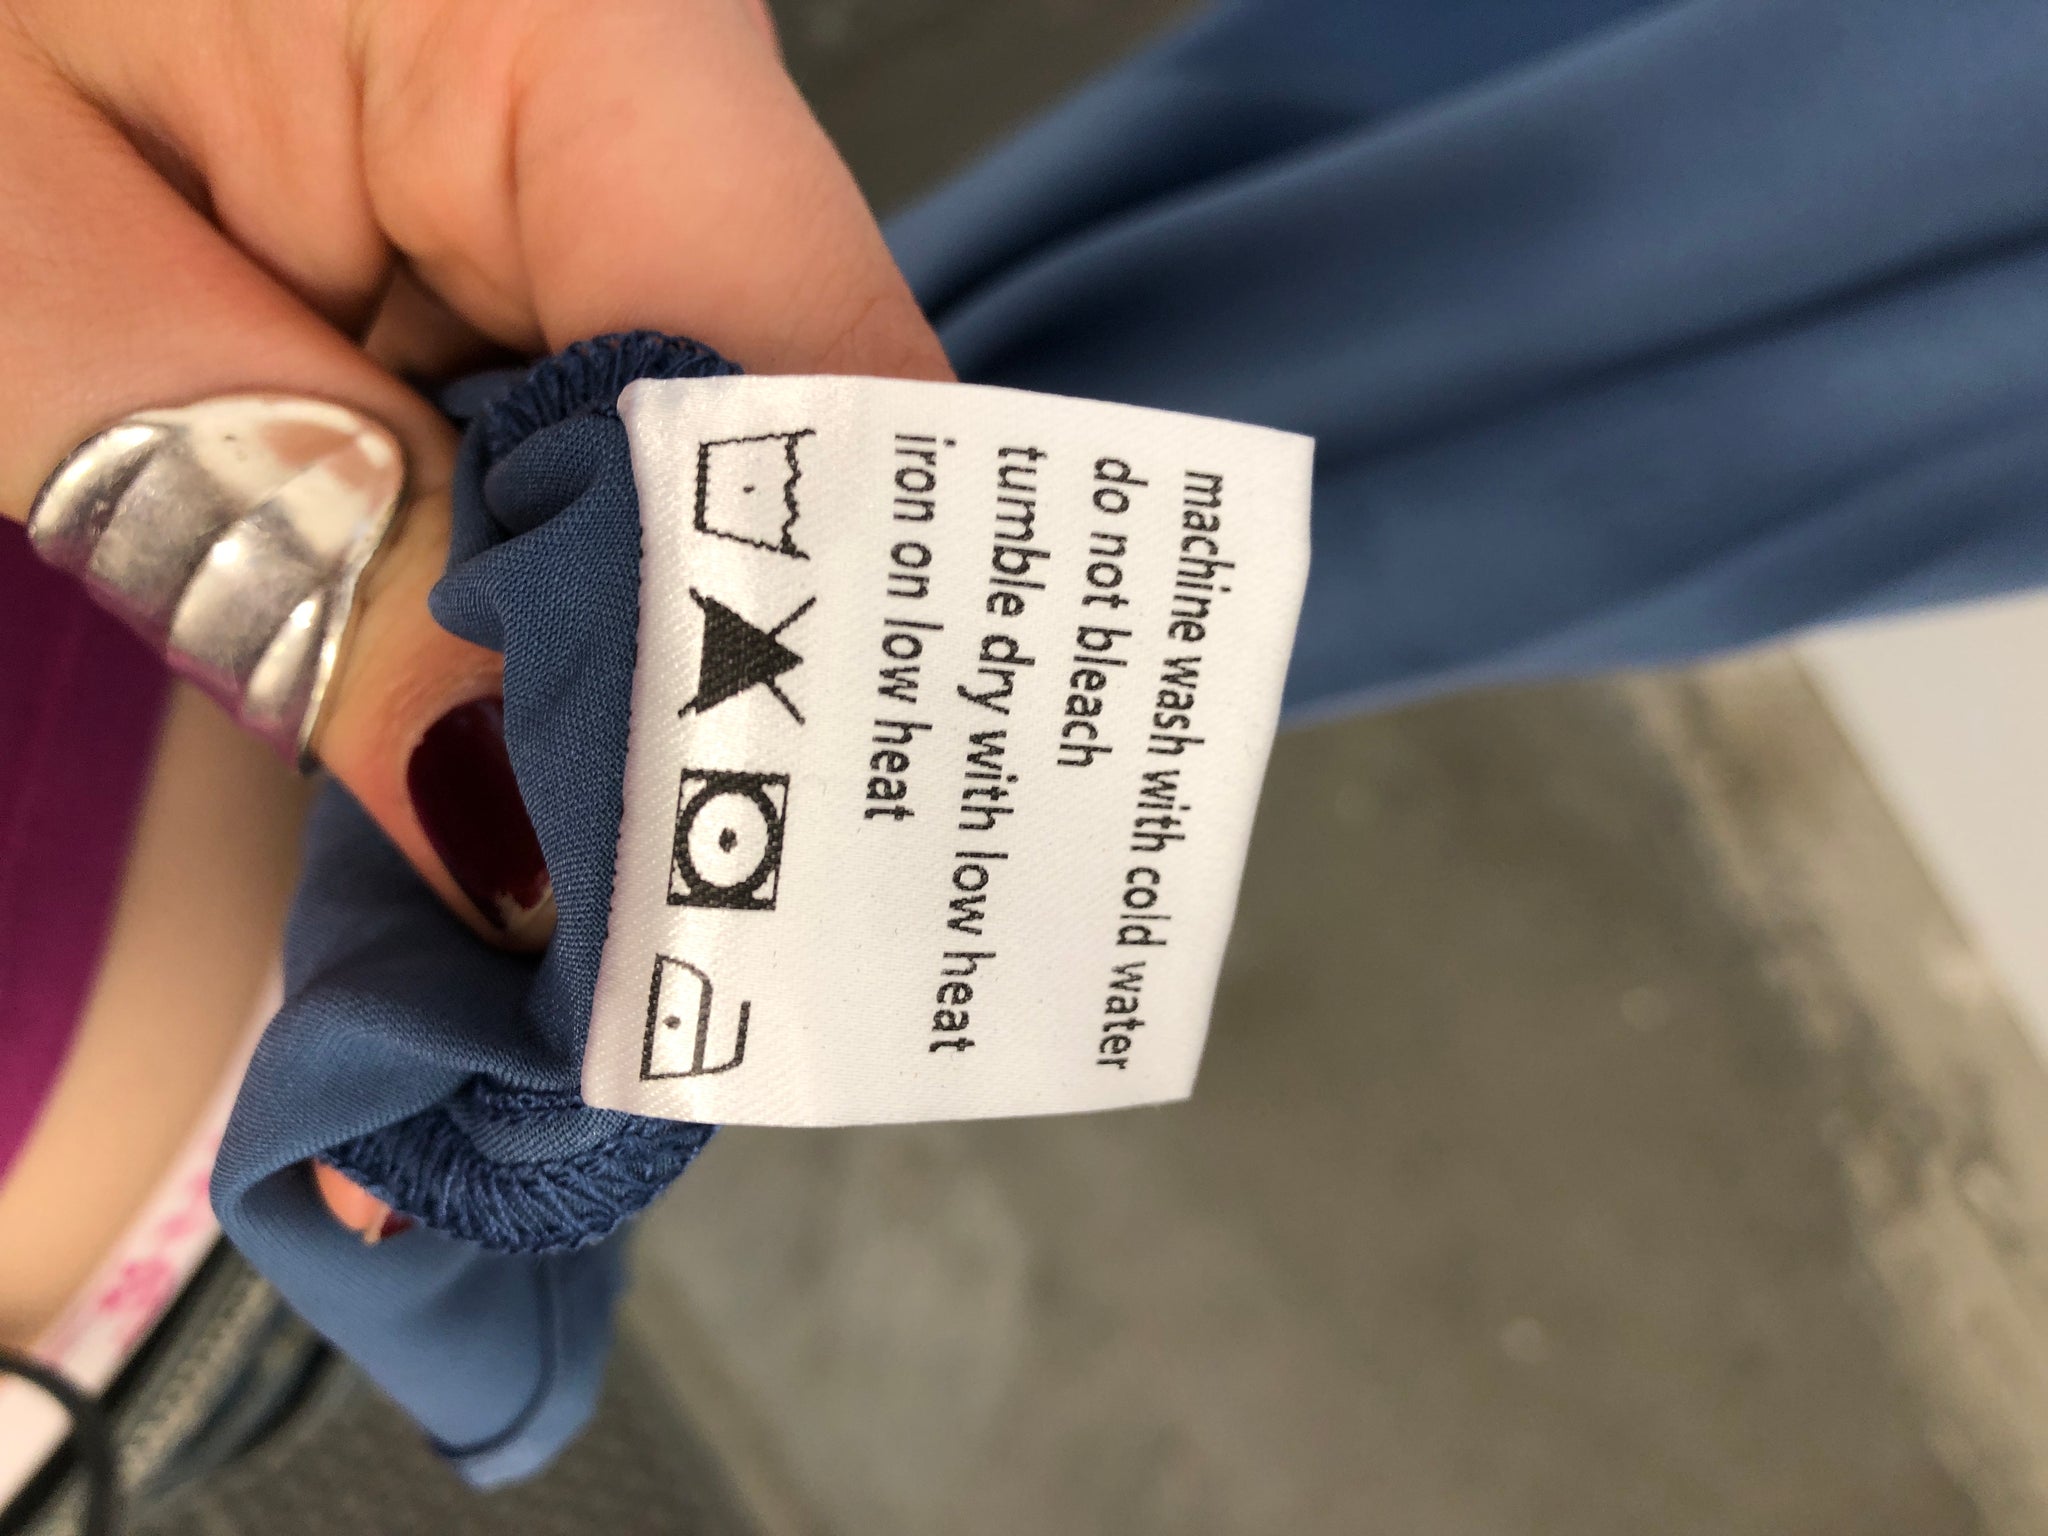 machine wash with cold water
do not bleach
tumble dry with low heat
iron on low heat